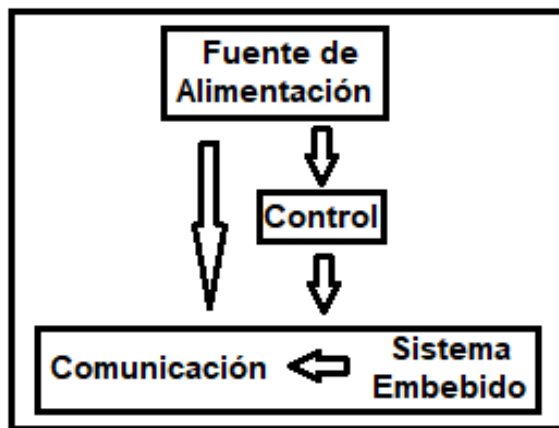 Fuente de
Alimentación
Control
Comunicación
Sistema
Embebido